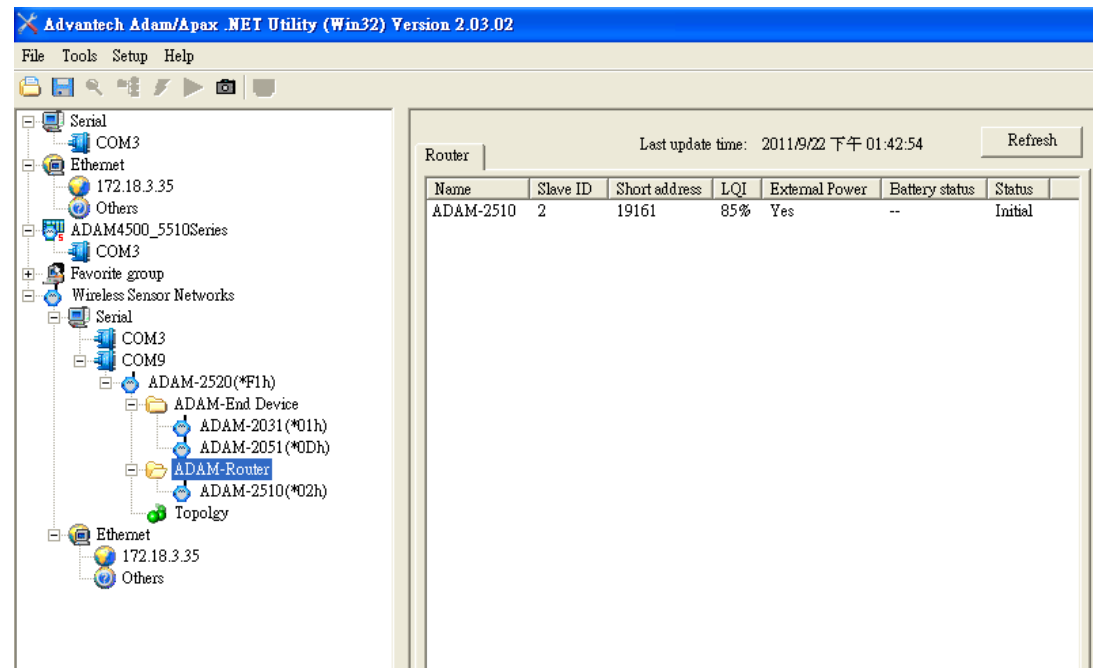 Advantech Adam/Apax .NET Utility (Win32) Version 2.03.02
File Tools Setup Help
Serial
COM3
Ethernet
172.18.3.35
Others
ADAM4500_5510Series
COM3
Favorite group
Wireless Sensor Networks
Serial
COM3
COM9
ADAM-2520(*F1h)
ADAM-End Device
ADAM-2031(*01h)
ADAM-2051(*0Dh)
ADAM-Router
ADAM-2510(*02h)
Topolgy
Ethernet
172.18.3.35
Others
Last update time: 2011/9/22 下午 01:42:54 Refresh
Router
Name Slave ID Short address LQI External Power Battery status Status
ADAM-2510 2 19161 85% Yes -- Initial